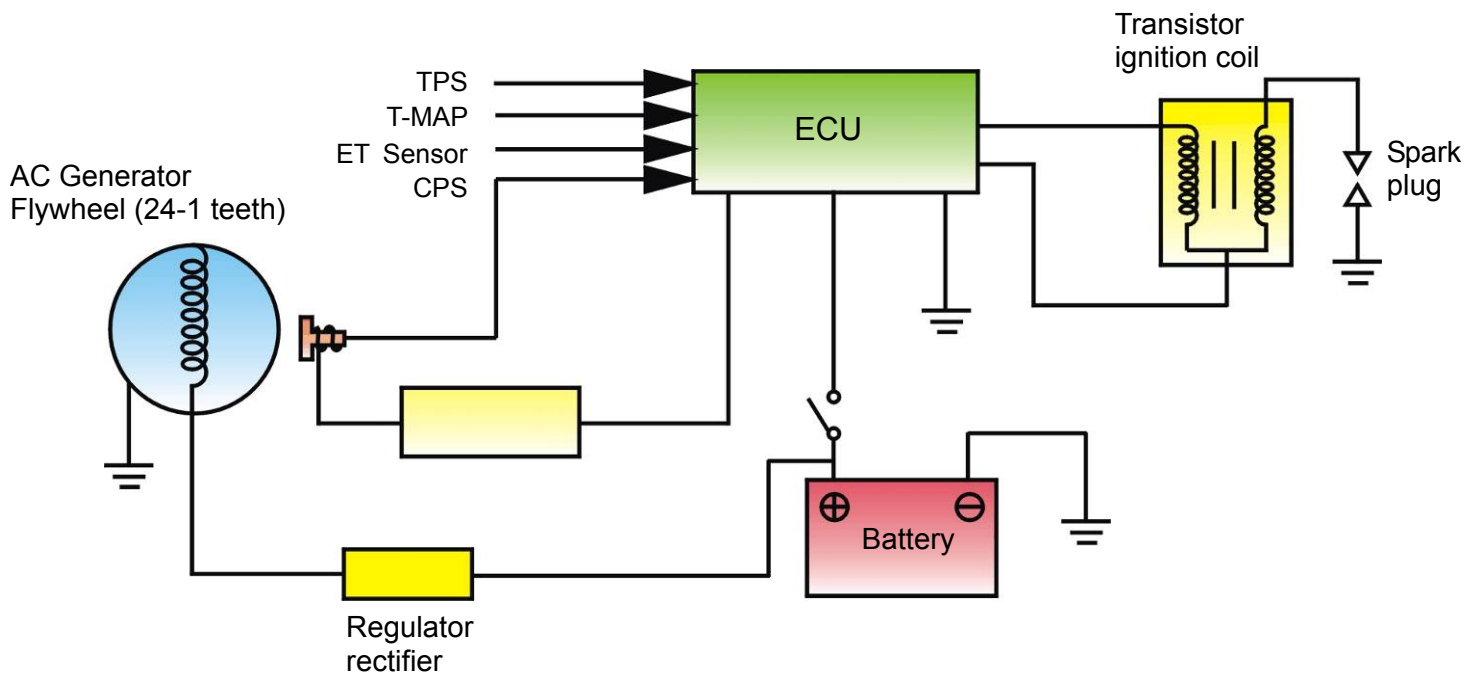 Transistor
ignition coil
TPS
T-MAP
ET Sensor
CPS
ECU
Spark
plug
AC Generator
Flywheel (24-1 teeth)
Battery
Regulator
rectifier